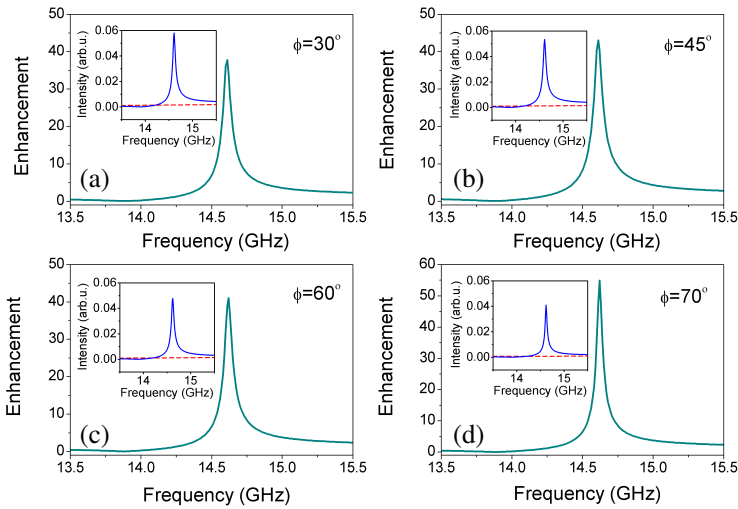 50
40
30
20
10
0
Enhancement
13.5 14.0 14.5 15.0 15.5
Frequency (GHz)
(a)
ϕ=30°
0.06
0.04
0.02
0.00
Intensity (arb.u.)
14 15
Frequency (GHz)
50
40
30
20
10
0
Enhancement
13.5 14.0 14.5 15.0 15.5
Frequency (GHz)
(b)
ϕ=45°
0.06
0.04
0.02
0.00
Intensity (arb.u.)
14 15
Frequency (GHz)
50
40
30
20
10
0
Enhancement
13.5 14.0 14.5 15.0 15.5
Frequency (GHz)
(c)
ϕ=60°
0.06
0.04
0.02
0.00
Intensity (arb.u.)
14 15
Frequency (GHz)
60
50
40
30
20
10
0
Enhancement
13.5 14.0 14.5 15.0 15.5
Frequency (GHz)
(d)
ϕ=70°
0.06
0.04
0.02
0.00
Intensity (arb.u.)
14 15
Frequency (GHz)